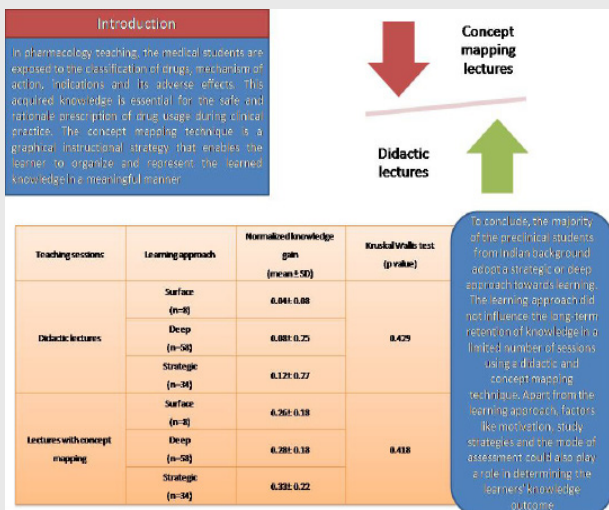 Introduction
In pharmacology teaching, the medical students are
exposed to the classification of drugs, mechanism of
action, indications and its adverse effects. This
acquired knowledge is essential for the safe and
rationale prescription of drug usage during clinical
practice. The concept mapping technique is a
graphical instructional strategy that enables the
learner to organize and represent the learned
knowledge in a meaningful manner
Concept
mapping
lectures
Didactic
lectures
Teaching sessions
Learning approach
Normalized knowledge
gain
(mean ± SD)
Kruskal Wallis test
(p value)
Didactic lectures
Surface
(n=8)
0.04± 0.08
Deep
(n=58)
0.08± 0.25
Strategic
(n=34)
0.12± 0.27
0.429
Lectures with concept
mapping
Surface
(n=8)
0.26± 0.18
Deep
(n=58)
0.28± 0.18
Strategic
(n=34)
0.33± 0.22
0.418
To conclude, the majority
of the preclinical students
from Indian background
adopt a strategic or deep
approach towards learning.
The learning approach did
not influence the long-term
retention of knowledge in a
limited number of sessions
using a didactic and
concept mapping
technique. Apart from the
learning approach, factors
like motivation, study
strategies and the mode of
assessment could also play
a role in determining the
learners' knowledge
outcome